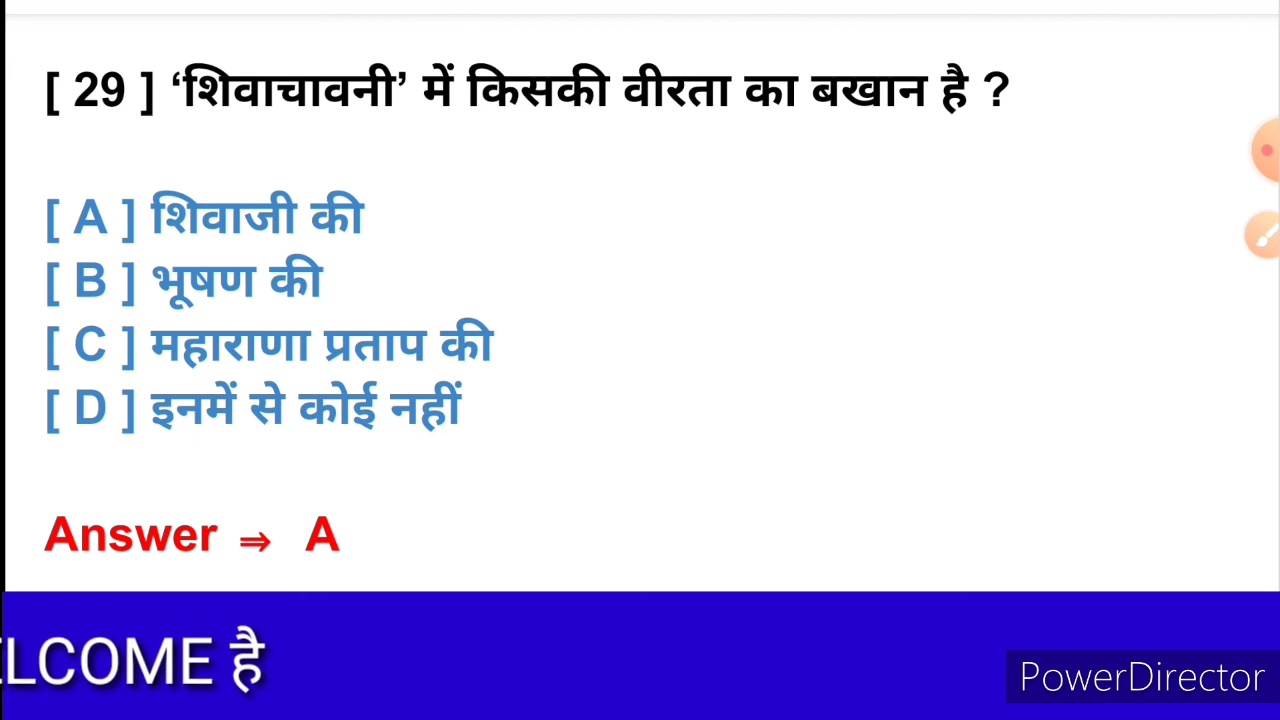 [ 29 ] ‘शिवाचावनी’ में किसकी वीरता का बखान है ?
[ A ] शिवाजी की
[ B ] भूषण की
[ C ] महाराणा प्रताप की
[ D ] इनमें से कोई नहीं
Answer ⇒ A
LCOME है
PowerDirector